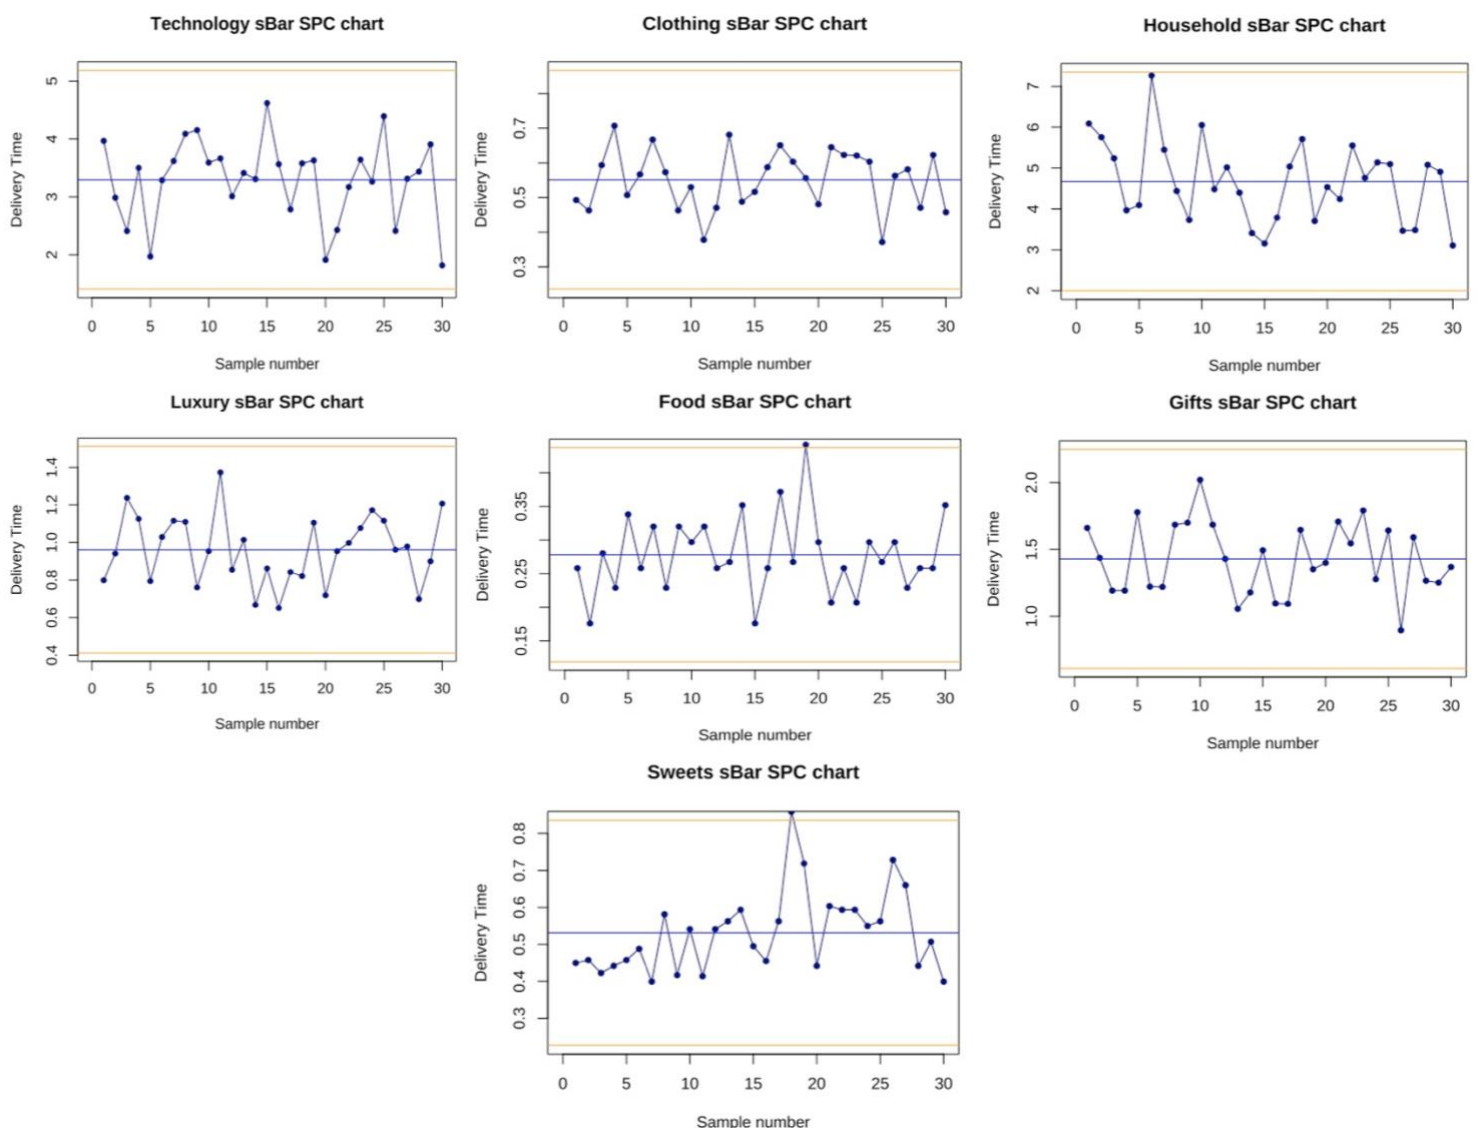 Technology sBar SPC chart
Delivery Time
5
4
3
2
0 5 10 15 20 25 30
Sample number
Clothing sBar SPC chart
Delivery Time
0.7
0.5
0.3
0 5 10 15 20 25 30
Sample number
Household sBar SPC chart
Delivery Time
7
6
5
4
3
2
0 5 10 15 20 25 30
Sample number
Luxury sBar SPC chart
Delivery Time
1.4
1.2
1.0
0.8
0.6
0.4
0 5 10 15 20 25 30
Sample number
Food sBar SPC chart
Delivery Time
0.35
0.25
0.15
0 5 10 15 20 25 30
Sample number
Gifts sBar SPC chart
Delivery Time
2.0
1.5
1.0
0 5 10 15 20 25 30
Sample number
Sweets sBar SPC chart
Delivery Time
0.8
0.7
0.6
0.5
0.4
0.3
0 5 10 15 20 25 30
Sample number